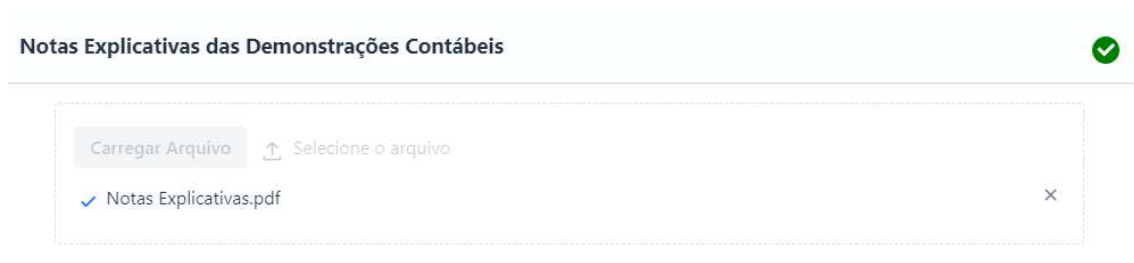 Notas Explicativas das Demonstrações Contábeis
Carregar Arquivo Selecione o arquivo
Notas Explicativas.pdf